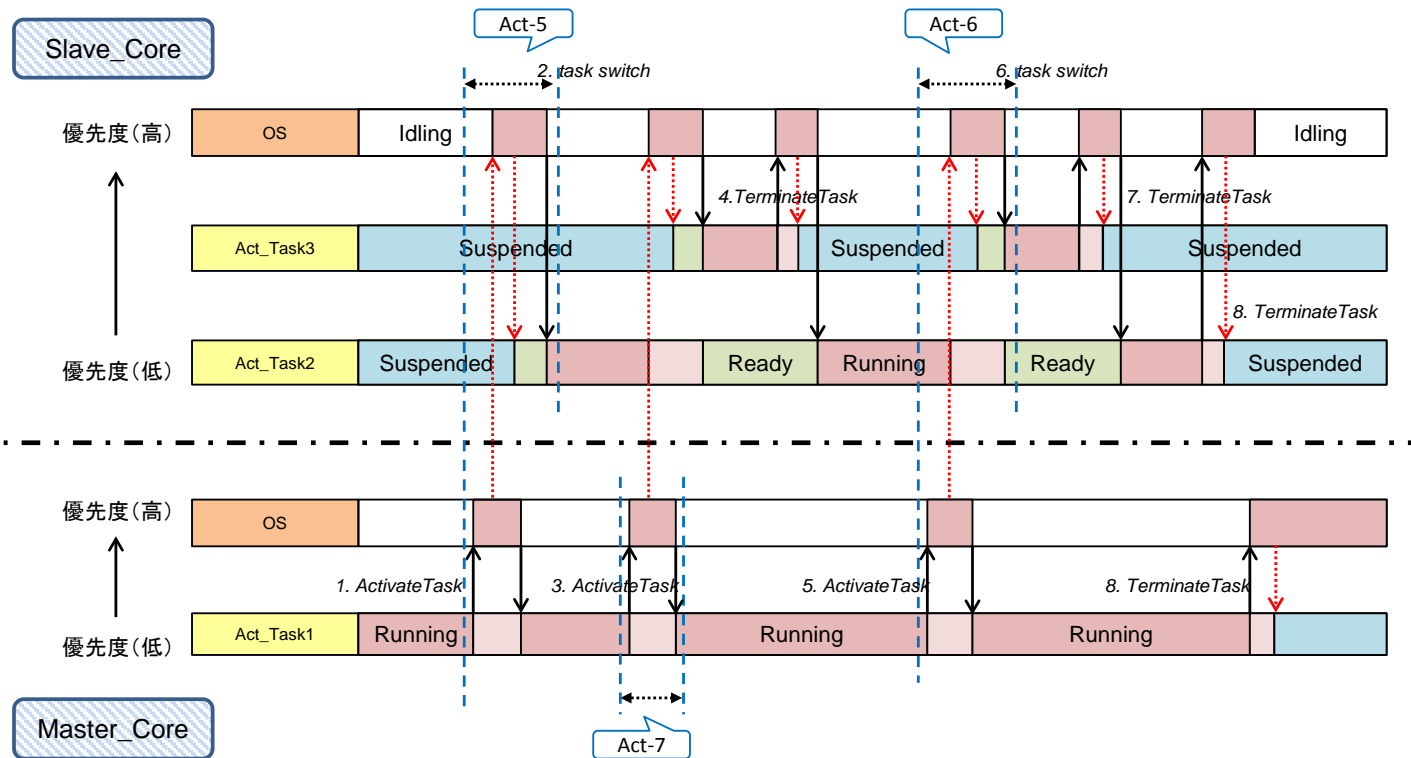 Act-5
Act-6
Slave_Core
2. task switch
6. task switch
優先度(高)
OS
Idling
Idling
4.TerminateTask
7. TerminateTask
Act_Task3
Suspended
Suspended
Suspended
8. TerminateTask
優先度(低)
Act_Task2
Suspended
Ready
Running
Ready
Suspended
優先度(高)
OS
1. ActivateTask
3. ActivateTask
5. ActivateTask
8. TerminateTask
優先度(低)
Act_Task1
Running
Running
Running
Master_Core
Act-7